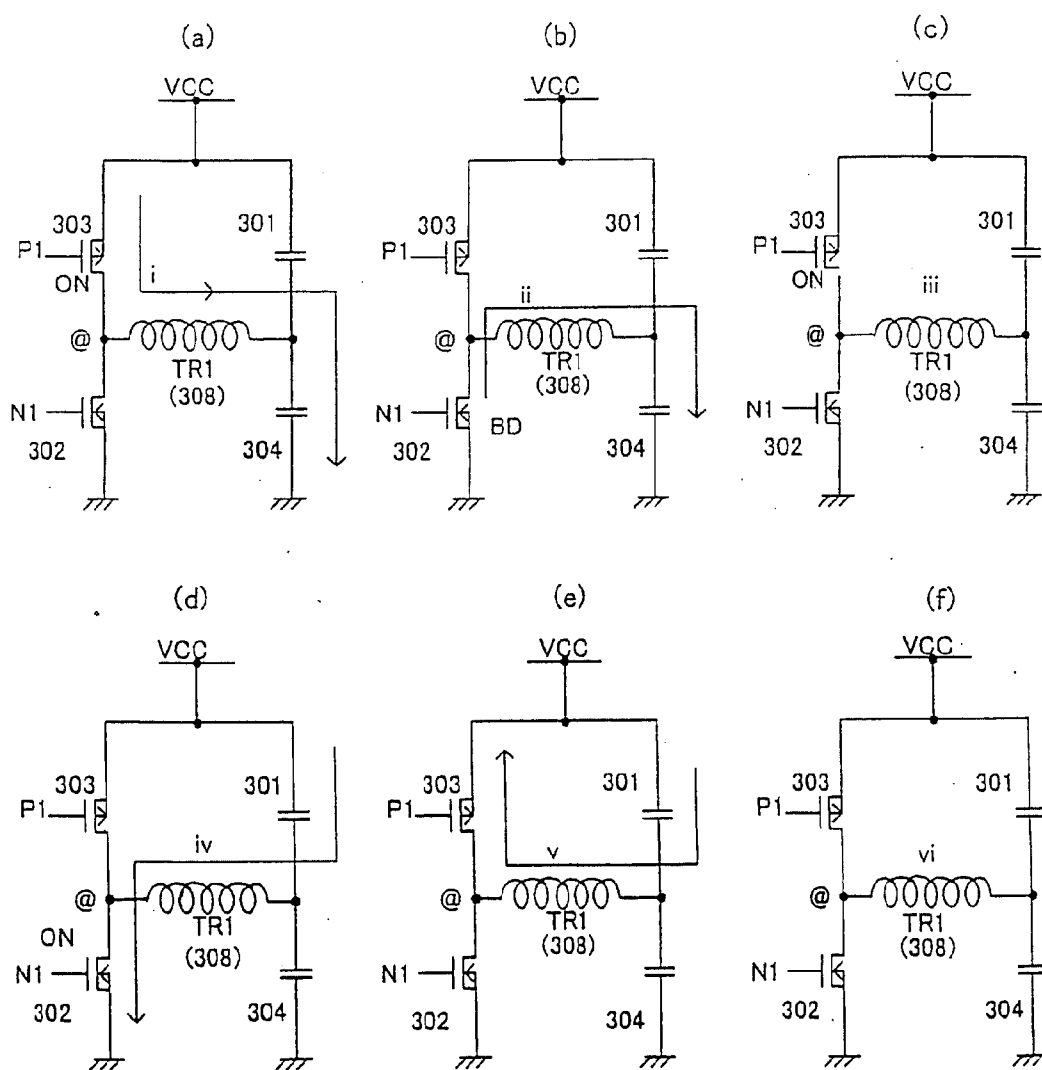 (a)
VCC
303
301
P1
ON
i
@
TR1
(308)
N1
302
304
(b)
VCC
303
301
P1
ii
@
TR1
(308)
N1
BD
302
304
(c)
VCC
303
301
P1
ON
iii
@
TR1
(308)
N1
302
304
(d)
VCC
303
301
P1
iv
@
ON
TR1
(308)
N1
302
304
(e)
VCC
303
301
P1
v
@
TR1
(308)
N1
302
304
(f)
VCC
303
301
P1
vi
@
TR1
(308)
N1
302
304